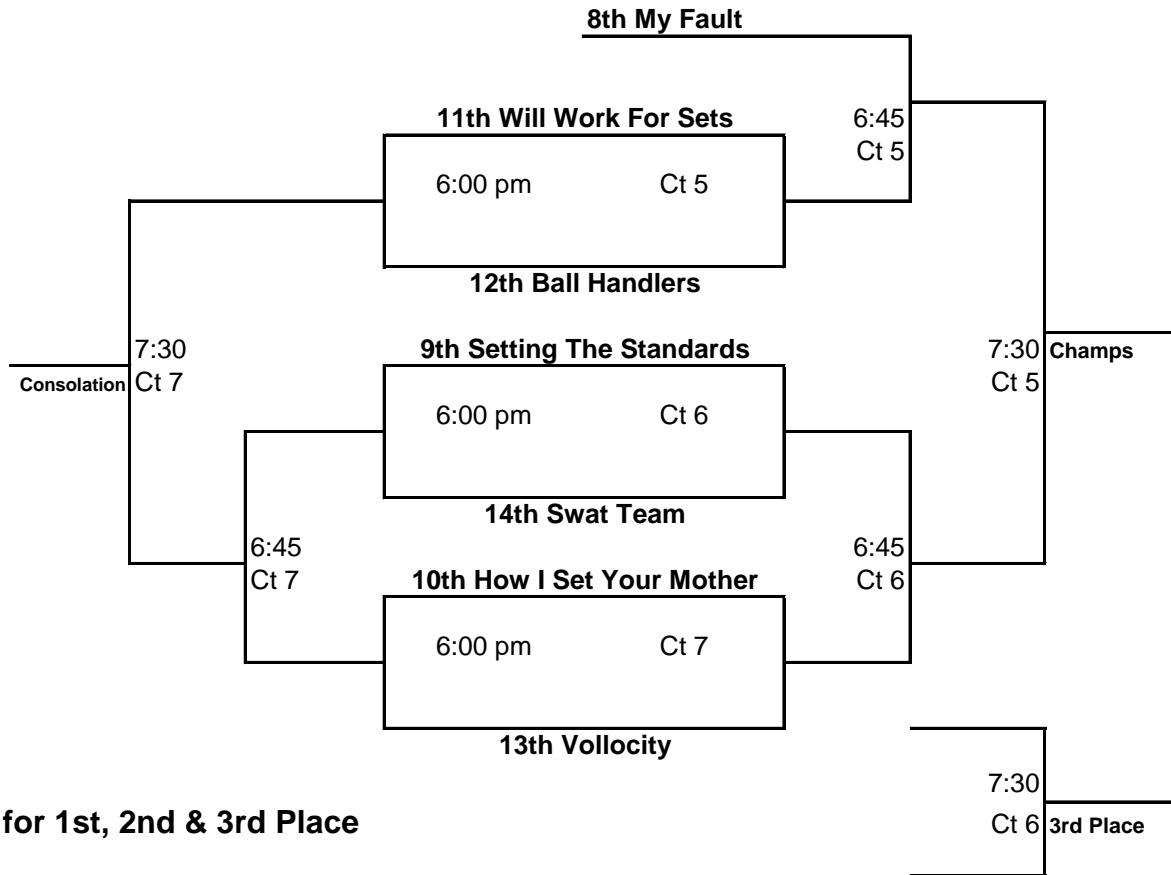 8th My Fault
11th Will Work For Sets
6:45
Ct 5
6:00 pm Ct 5
12th Ball Handlers
7:30
Ct 7
Consolation
9th Setting The Standards
7:30
Ct 5
Champs
6:00 pm Ct 6
14th Swat Team
6:45
Ct 7
6:45
Ct 6
10th How I Set Your Mother
6:00 pm Ct 7
13th Vollocity
7:30
Ct 6
3rd Place
for 1st, 2nd & 3rd Place